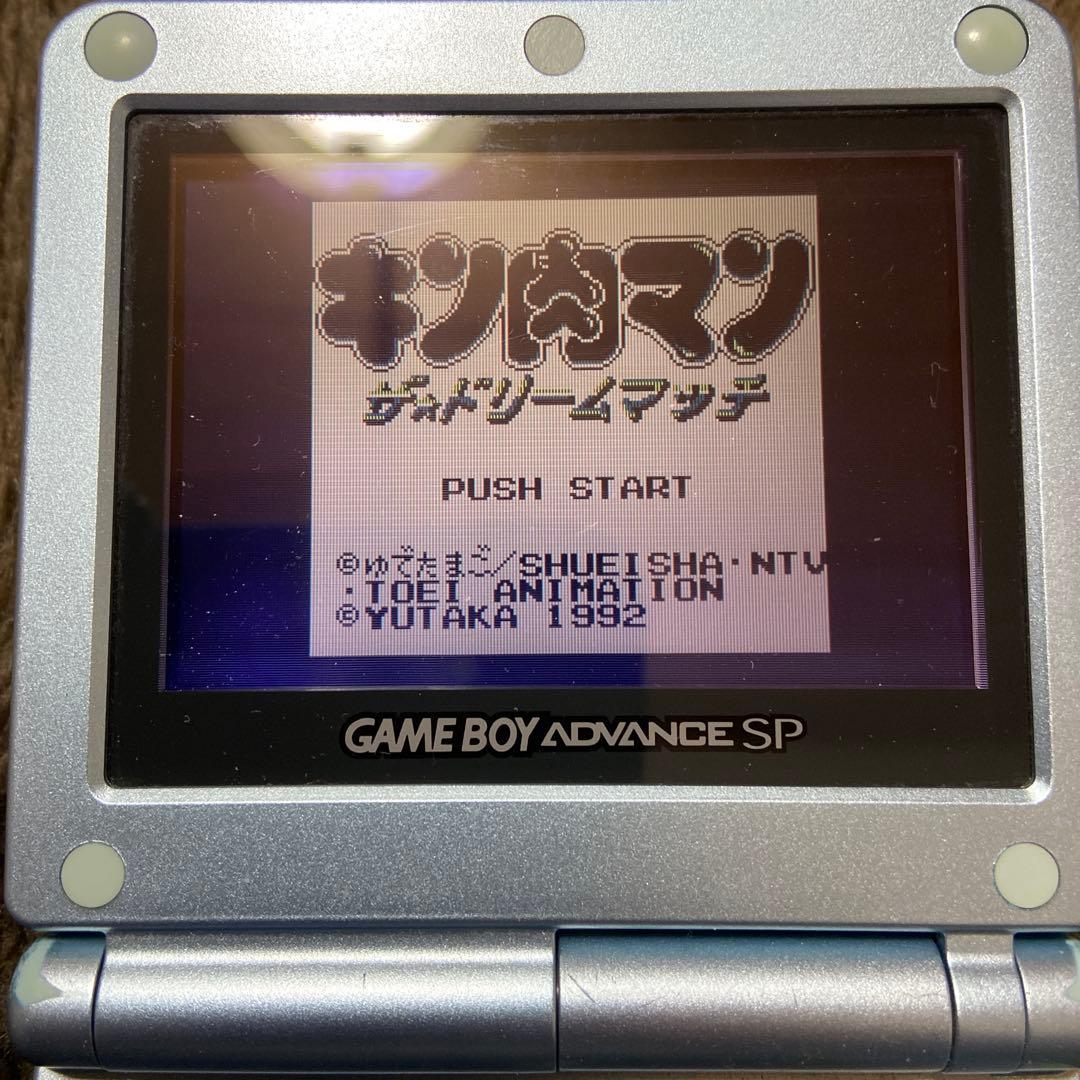 キン肉マン
ザ☆ドリームマッチ
PUSH START
©ゆでたまご/SHUEISHA·NTV
·TOEI ANIMATION
©YUTAKA 1992
GAME BOY ADVANCE SP